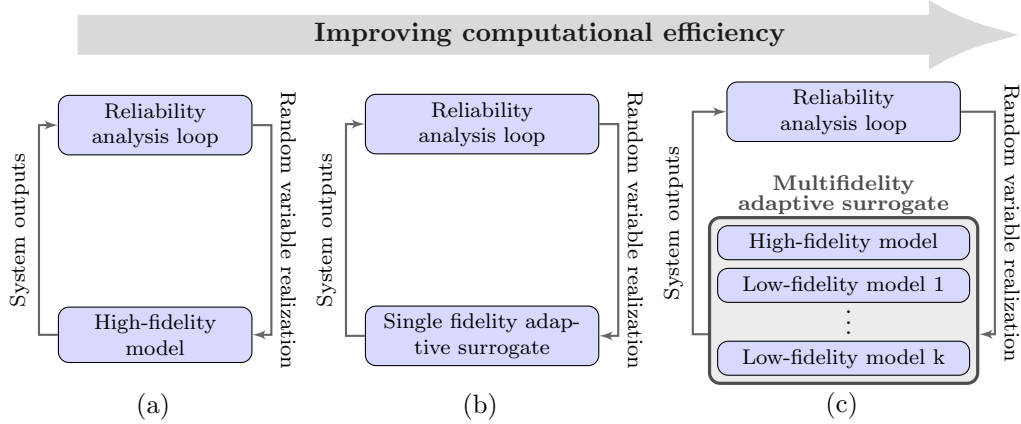 Improving computational efficiency
Reliability
analysis loop
System outputs
Random variable realization
High-fidelity
model
(a)
Reliability
analysis loop
System outputs
Random variable realization
Single fidelity adap-
tive surrogate
(b)
Reliability
analysis loop
System outputs
Random variable realization
Multifidelity
adaptive surrogate
High-fidelity model
Low-fidelity model 1
⋮
Low-fidelity model k
(c)